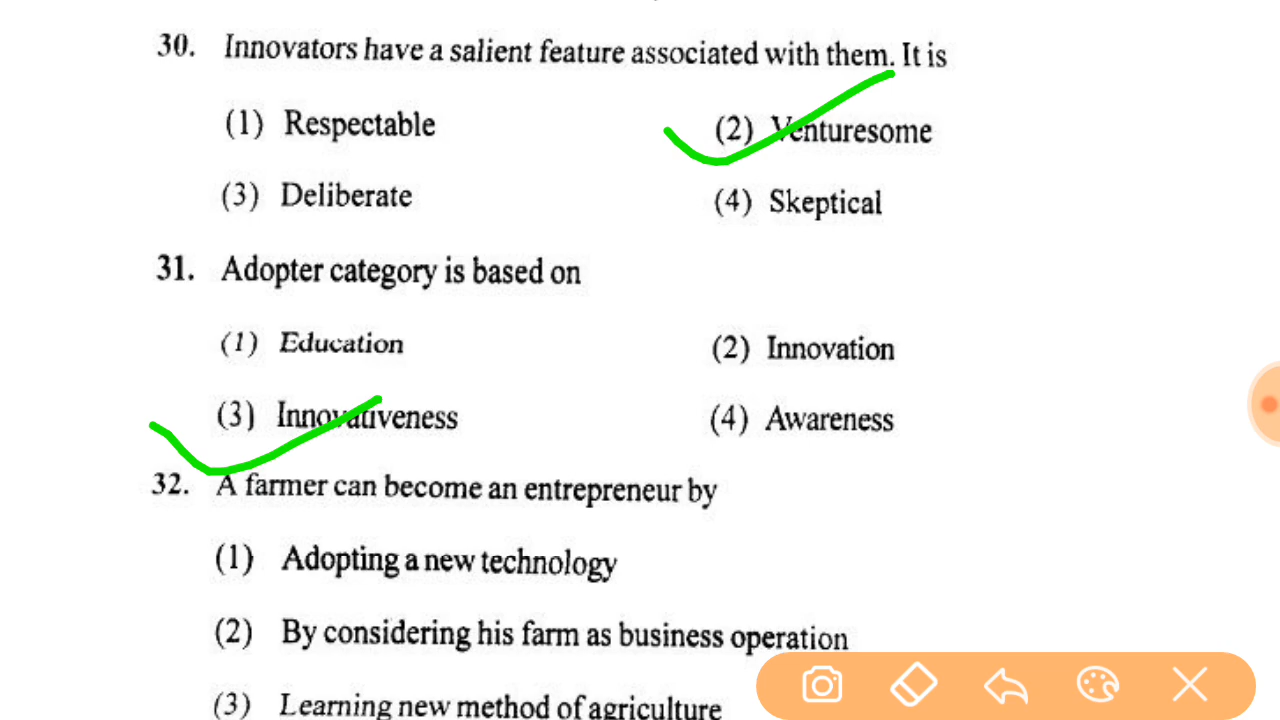 30. Innovators have a salient feature associated with them. It is
(1) Respectable (2) Venturesome
(3) Deliberate (4) Skeptical
31. Adopter category is based on
(1) Education (2) Innovation
(3) Innovativeness (4) Awareness
32. A farmer can become an entrepreneur by
(1) Adopting a new technology
(2) By considering his farm as business operation
(3) Learning new method of agriculture